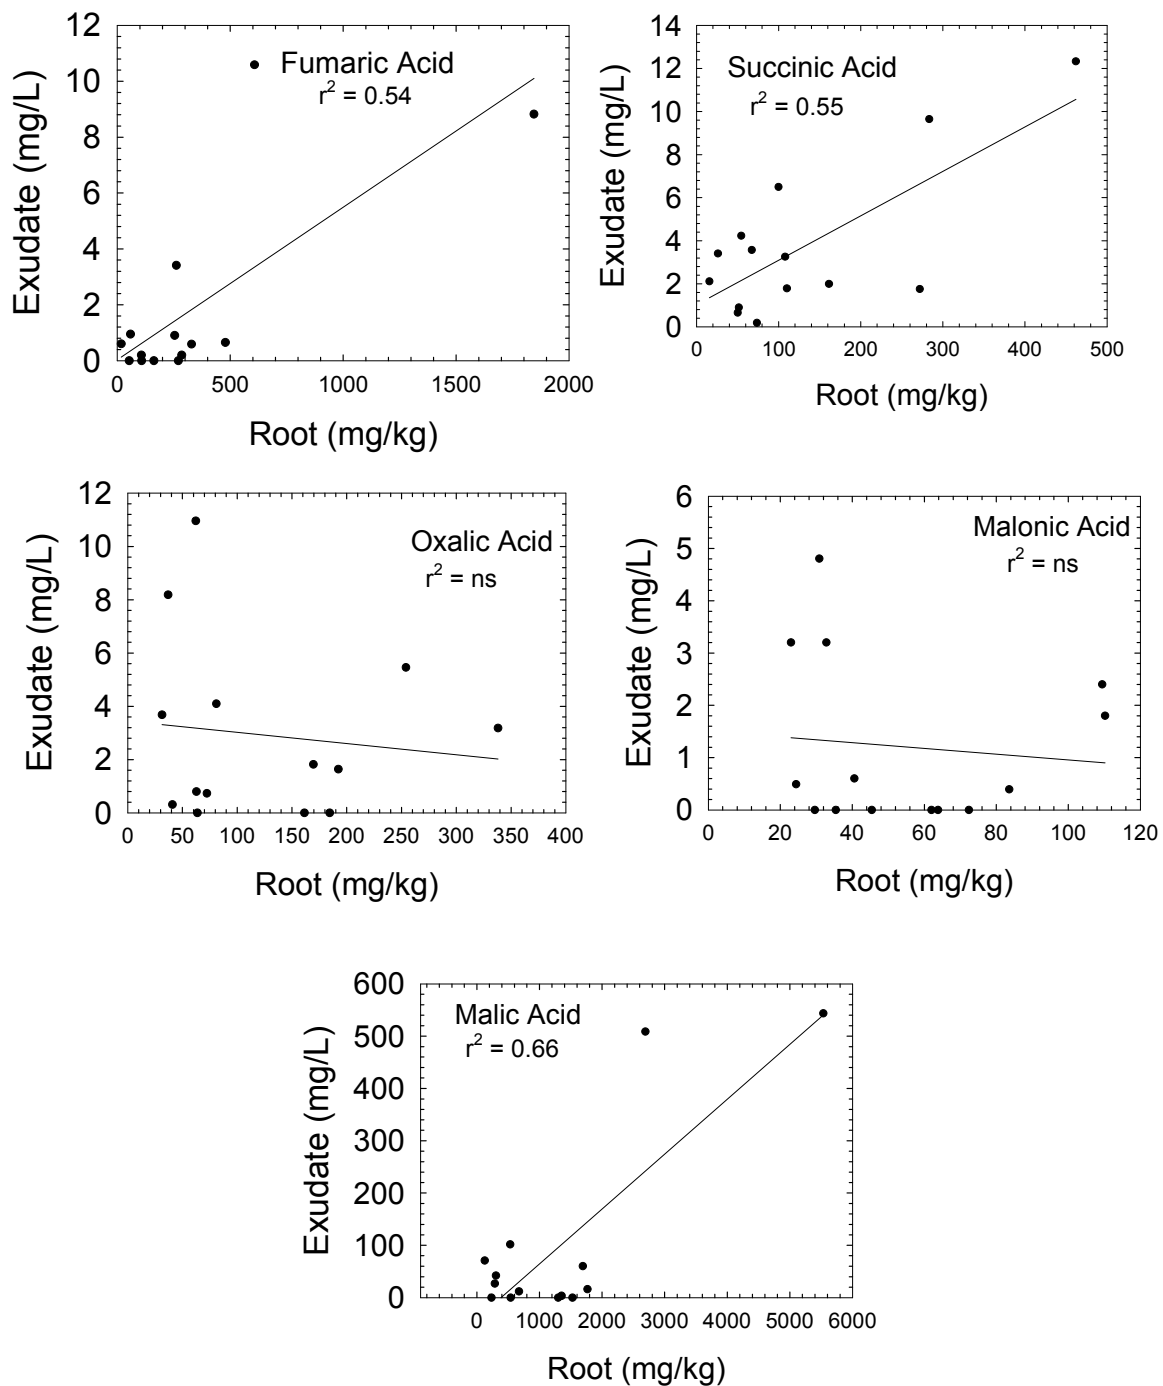 12
10
8
6
4
2
0
Exudate (mg/L)
Fumaric Acid
r² = 0.54
0 500 1000 1500 2000
Root (mg/kg)
14
12
10
8
6
4
2
0
Exudate (mg/L)
Succinic Acid
r² = 0.55
0 100 200 300 400 500
Root (mg/kg)
12
10
8
6
4
2
0
Exudate (mg/L)
Oxalic Acid
r² = ns
0 50 100 150 200 250 300 350 400
Root (mg/kg)
6
5
4
3
2
1
0
Exudate (mg/L)
Malonic Acid
r² = ns
0 20 40 60 80 100 120
Root (mg/kg)
600
500
400
300
200
100
0
Exudate (mg/L)
Malic Acid
r² = 0.66
0 1000 2000 3000 4000 5000 6000
Root (mg/kg)